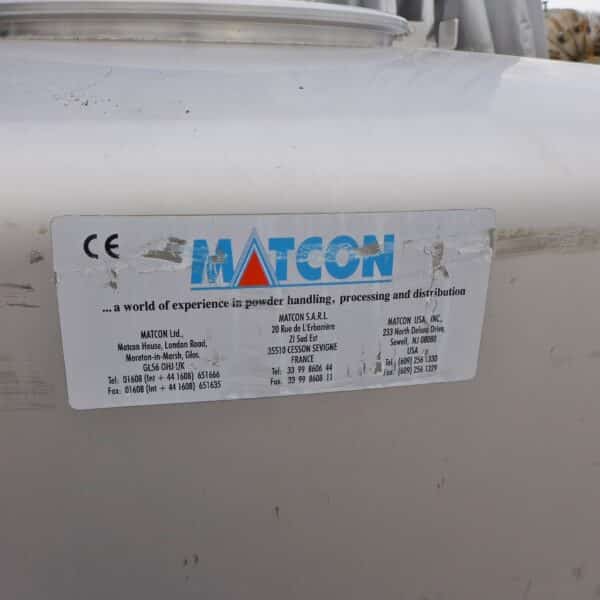 CE
MATCON
...a world of experience in powder handling, processing and distribution
MATCON Ltd.,
Matcon House, London Road,
Moreton-in-Marsh, Glos.
GL56 OHJ UK
Tel: 01608 (Int + 44 1608) 651666
Fax: 01608 (Int + 44 1608) 651635
MATCON S.A.R.L
20 Rue de L'Erbonière
ZI Sud Est
35510 CESSON SEVIGNE
FRANCE
Tel: 33 99 8606 44
Fax: 33 99 8608 11
MATCON USA, INC.,
233 North Delsea Drive,
Sewell, NJ 08080
USA
Tel: (609) 256 1330
Fax: (609) 256 1329